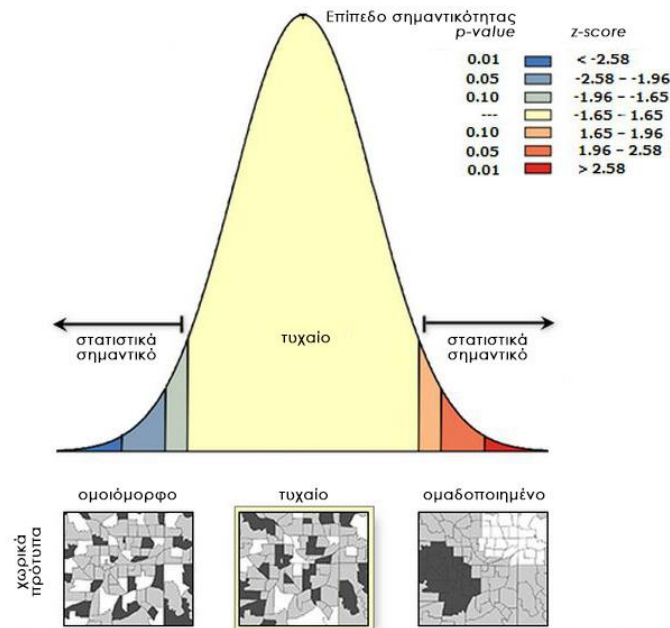 Επίπεδο σημαντικότητας
p-value z-score
0.01 < -2.58
0.05 -2.58 – -1.96
0.10 -1.96 – -1.65
--- -1.65 – 1.65
0.10 1.65 – 1.96
0.05 1.96 – 2.58
0.01 > 2.58
στατιστικά
σημαντικό
τυχαίο
στατιστικά
σημαντικό
ομοιόμορφο τυχαίο ομαδοποιημένο
χωρικά
πρότυπα